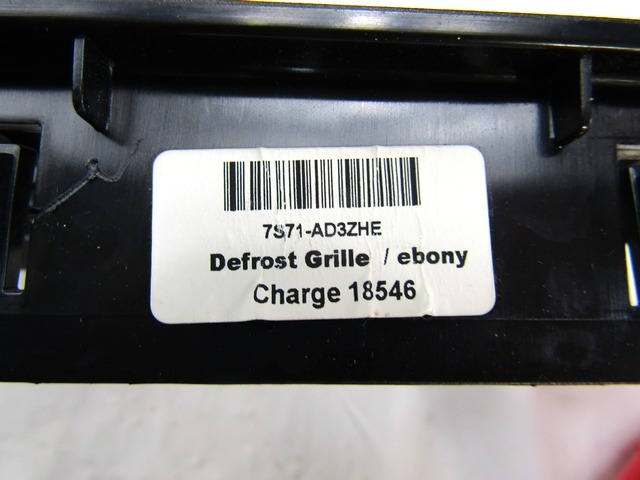 7S71-AD3ZHE
Defrost Grille / ebony
Charge 18546